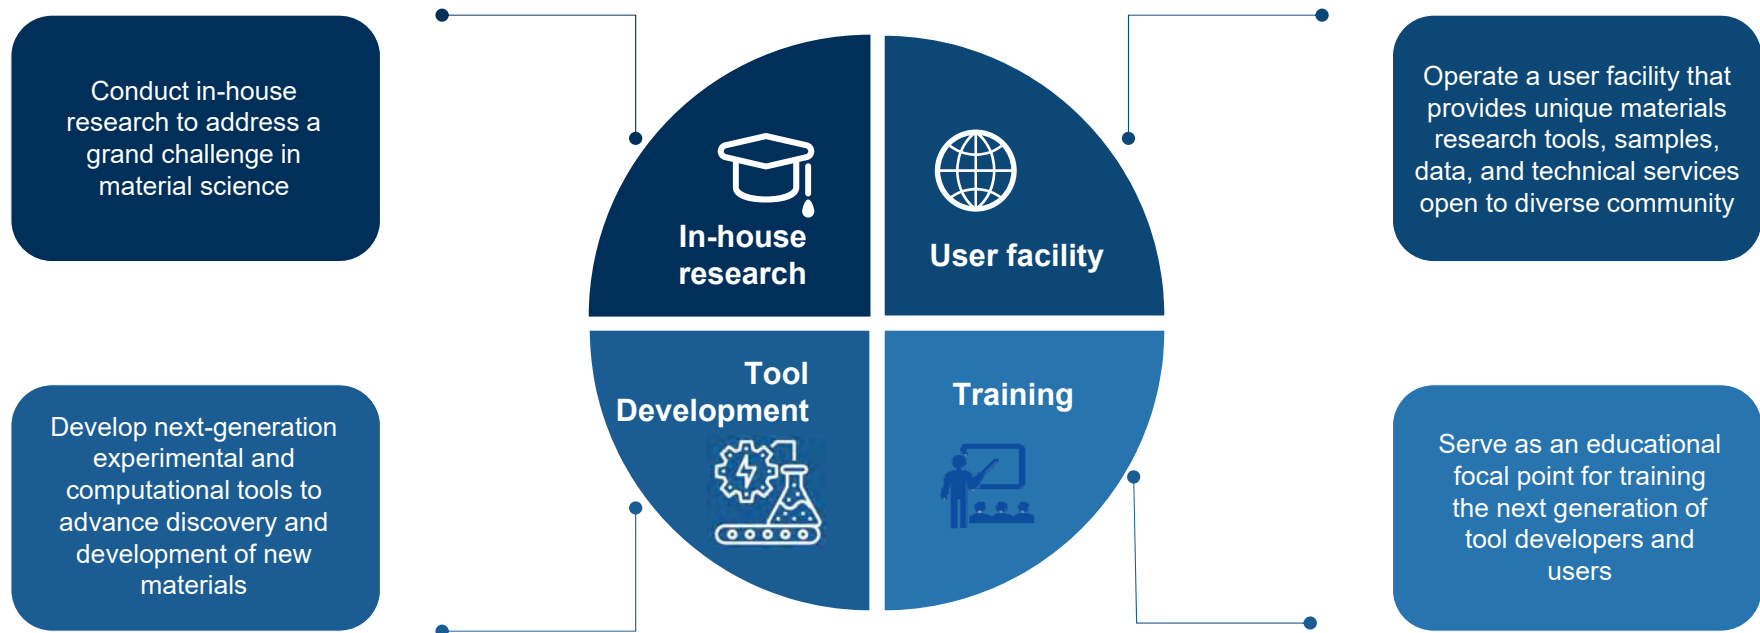 Conduct in-house
research to address a
grand challenge in
material science
In-house
research
User facility
Operate a user facility that
provides unique materials
research tools, samples,
data, and technical services
open to diverse community
Develop next-generation
experimental and
computational tools to
advance discovery and
development of new
materials
Tool
Development
Training
Serve as an educational
focal point for training
the next generation of
tool developers and
users